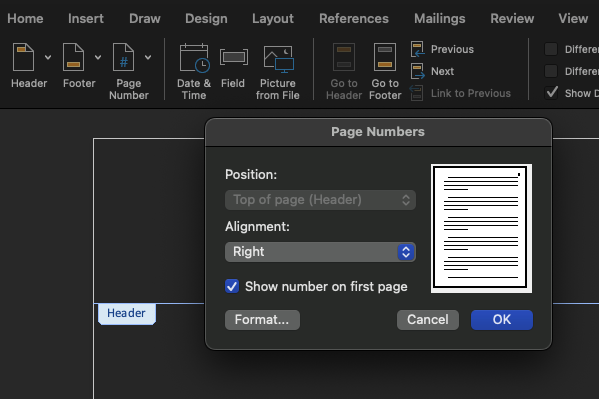 Home Insert Draw Design Layout References Mailings Review View
Header Footer Page Number # Date & Time Field Picture from File Go to Header Go to Footer
Previous
Next
Link to Previous
Differe
Differe
Show D
Page Numbers
Position:
Top of page (Header)
Alignment:
Right
Show number on first page
Format...
Cancel OK
Header